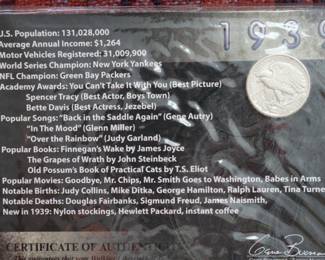 1939
U.S. Population: 131,028,000
Average Annual Income: $1,264
Motor Vehicles Registered: 31,009,900
World Series Champion: New York Yankees
NFL Champion: Green Bay Packers
Academy Awards: You Can't Take it With You (Best Picture)
Spencer Tracy (Best Actor, Boys Town)
Bette Davis (Best Actress, Jezebel)
Popular Songs: "Back in the Saddle Again" (Gene Autry)
"In The Mood" (Glenn Miller)
"Over the Rainbow" (Judy Garland)
Popular Books: Finnegan's Wake by James Joyce
The Grapes of Wrath by John Steinbeck
Old Possum's Book of Practical Cats by T.S. Eliot
Popular Movies: Goodbye, Mr. Chips, Mr. Smith Goes to Washington, Babes in Arms
Notable Births: Judy Collins, Mike Ditka, George Hamilton, Ralph Lauren, Tina Turner
Notable Deaths: Douglas Fairbanks, Sigmund Freud, James Naismith,
New in 1939: Nylon stockings, Hewlett Packard, instant coffee
CERTIFICATE OF AUTHEN